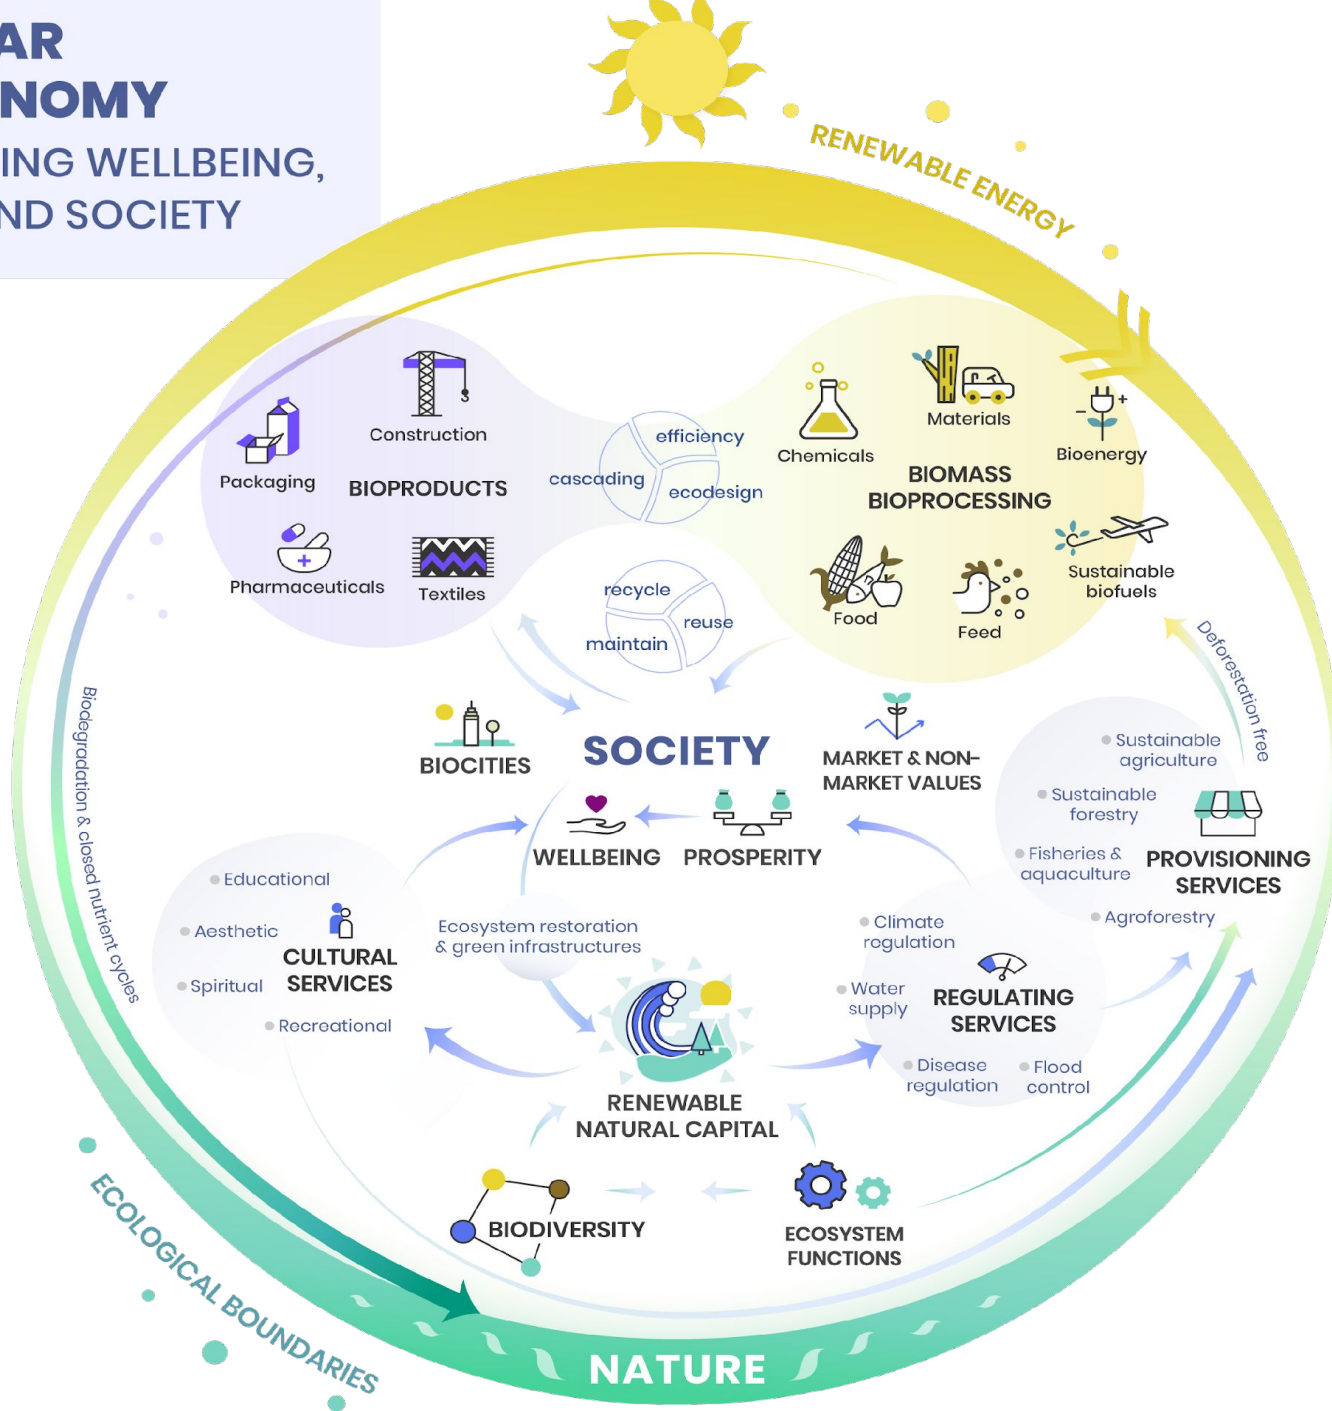 AR
NOMY
ING WELLBEING,
ND SOCIETY
RENEWABLE ENERGY
Construction
Packaging
BIOPRODUCTS
Pharmaceuticals
Textiles
efficiency
cascading
ecodesign
recycle
reuse
maintain
Materials
Chemicals
Bioenergy
BIOMASS
BIOPROCESSING
Sustainable
biofuels
Food
Feed
Deforestation free
Biodegradation & closed nutrient cycles
BIOCITIES
SOCIETY
MARKET & NON-
MARKET VALUES
WELLBEING
PROSPERITY
Sustainable
agriculture
Sustainable
forestry
Fisheries &
aquaculture
PROVISIONING
SERVICES
Agroforestry
Educational
Aesthetic
CULTURAL
SERVICES
Spiritual
Recreational
Ecosystem restoration
& green infrastructures
Climate
regulation
Water
supply
REGULATING
SERVICES
Disease
regulation
Flood
control
RENEWABLE
NATURAL CAPITAL
BIODIVERSITY
ECOSYSTEM
FUNCTIONS
ECOLOGICAL BOUNDARIES
NATURE